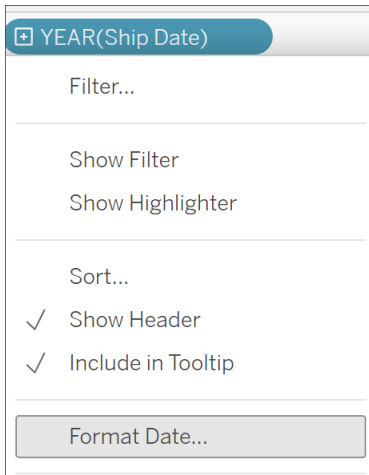 YEAR(Ship Date)
Filter...
Show Filter
Show Highlighter
Sort...
Show Header
Include in Tooltip
Format Date...